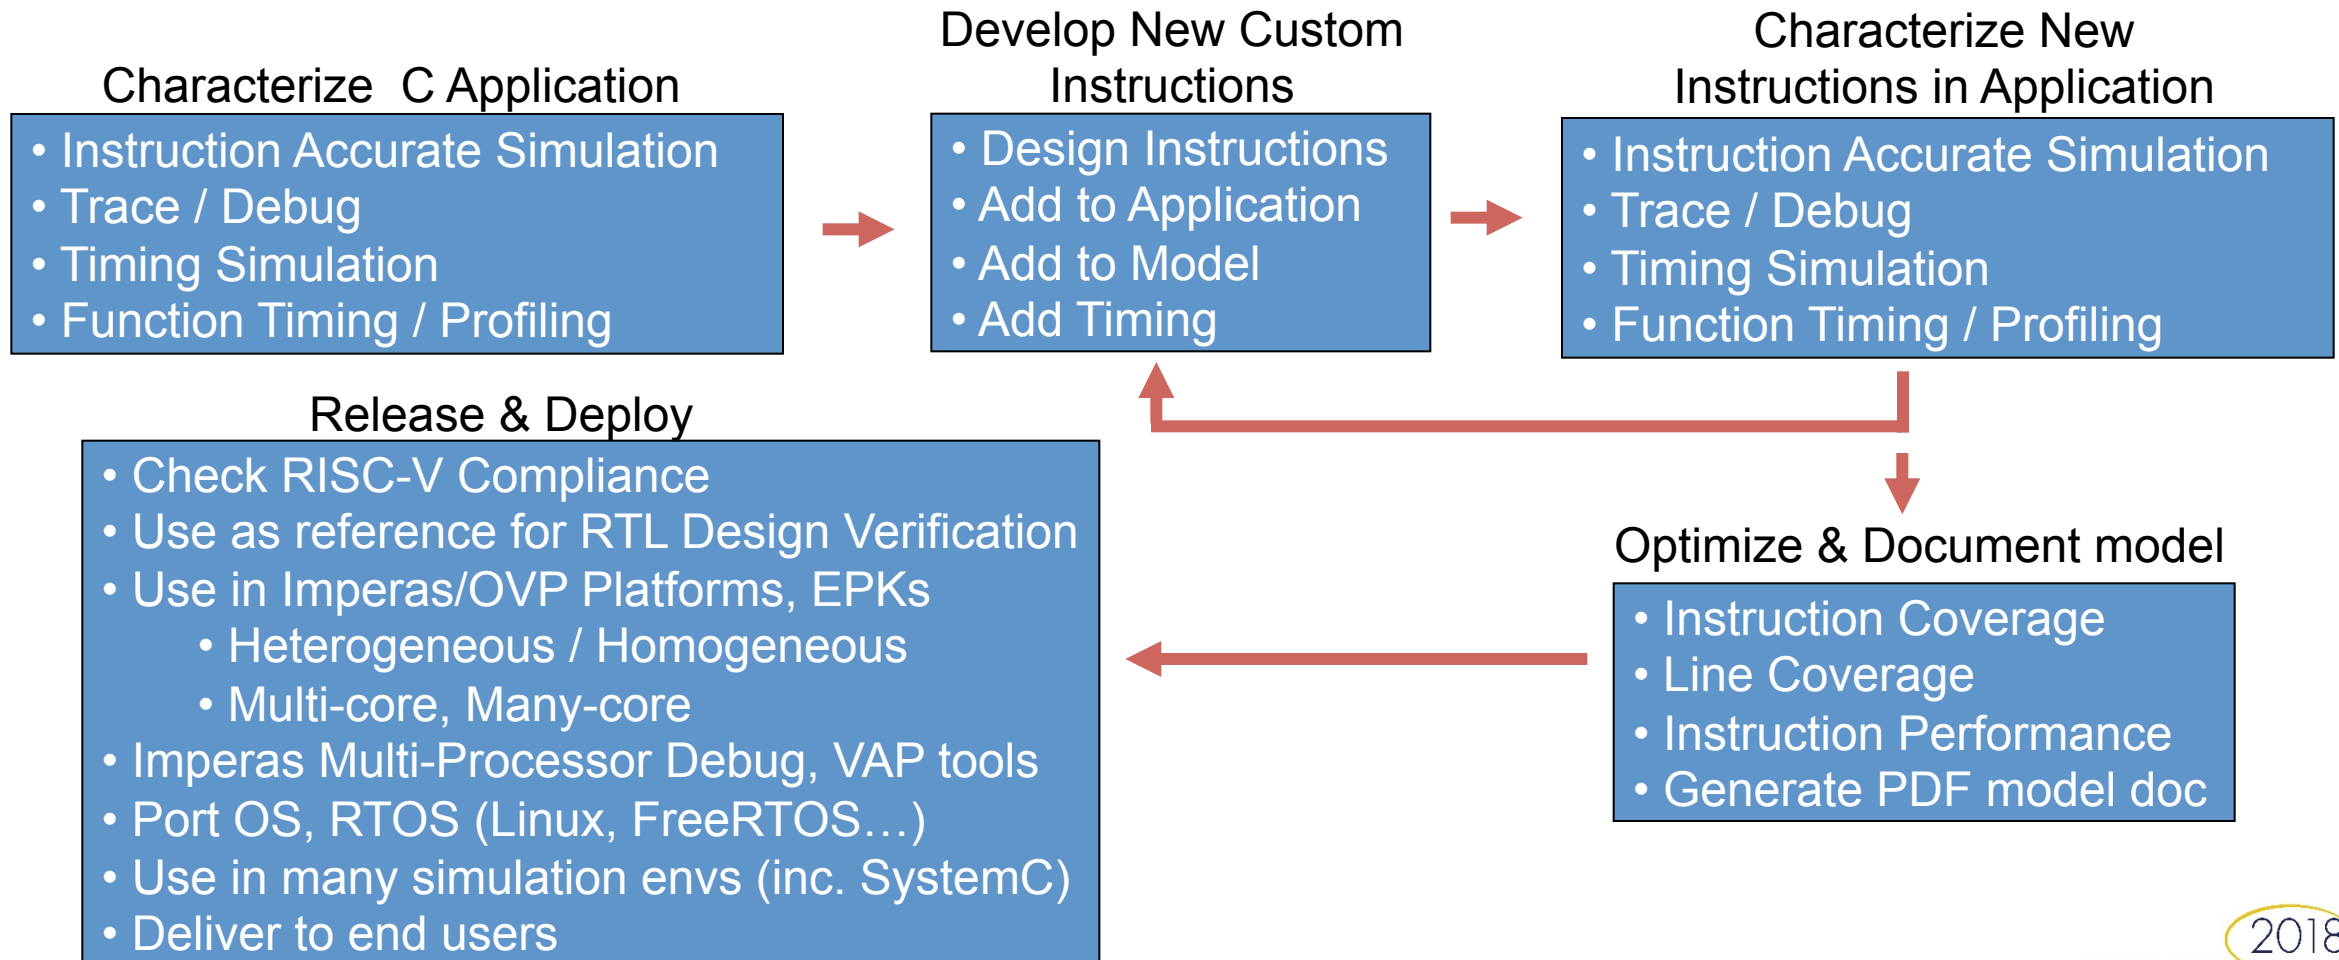 Characterize C Application
• Instruction Accurate Simulation
• Trace / Debug
• Timing Simulation
• Function Timing / Profiling
Develop New Custom
Instructions
• Design Instructions
• Add to Application
• Add to Model
• Add Timing
Characterize New
Instructions in Application
• Instruction Accurate Simulation
• Trace / Debug
• Timing Simulation
• Function Timing / Profiling
Optimize & Document model
• Instruction Coverage
• Line Coverage
• Instruction Performance
• Generate PDF model doc
Release & Deploy
• Check RISC-V Compliance
• Use as reference for RTL Design Verification
• Use in Imperas/OVP Platforms, EPKs
• Heterogeneous / Homogeneous
• Multi-core, Many-core
• Imperas Multi-Processor Debug, VAP tools
• Port OS, RTOS (Linux, FreeRTOS…)
• Use in many simulation envs (inc. SystemC)
• Deliver to end users
2018